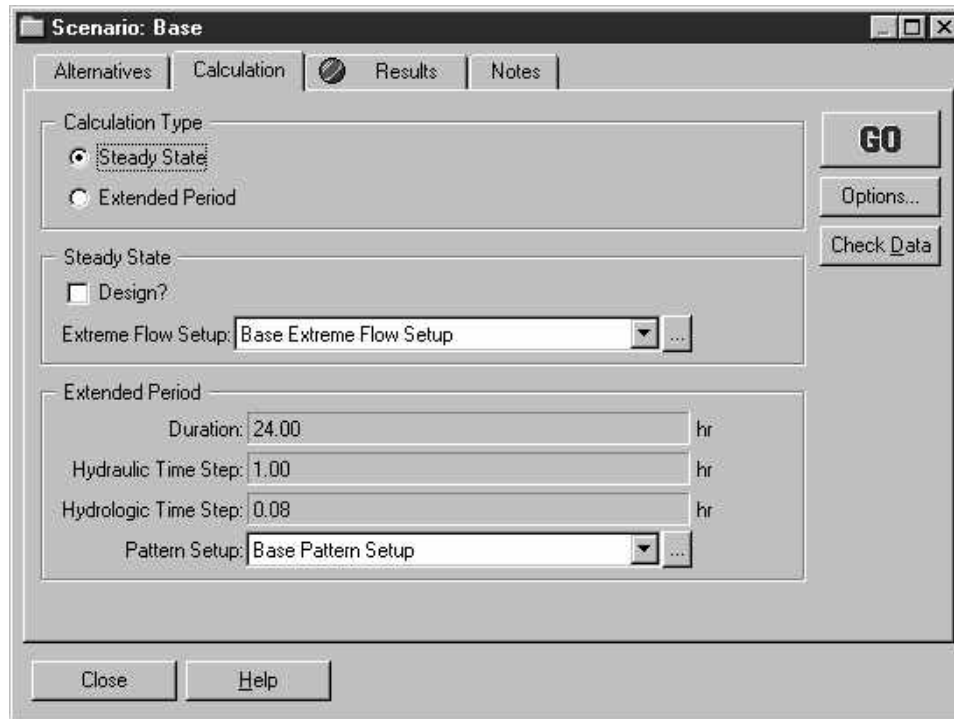 Scenario: Base
Alternatives Calculation Results Notes
Calculation Type
Steady State
Extended Period
GO
Options...
Check Data
Steady State
Design?
Extreme Flow Setup: Base Extreme Flow Setup ...
Extended Period
Duration: 24.00 hr
Hydraulic Time Step: 1.00 hr
Hydrologic Time Step: 0.08 hr
Pattern Setup: Base Pattern Setup ...
Close Help